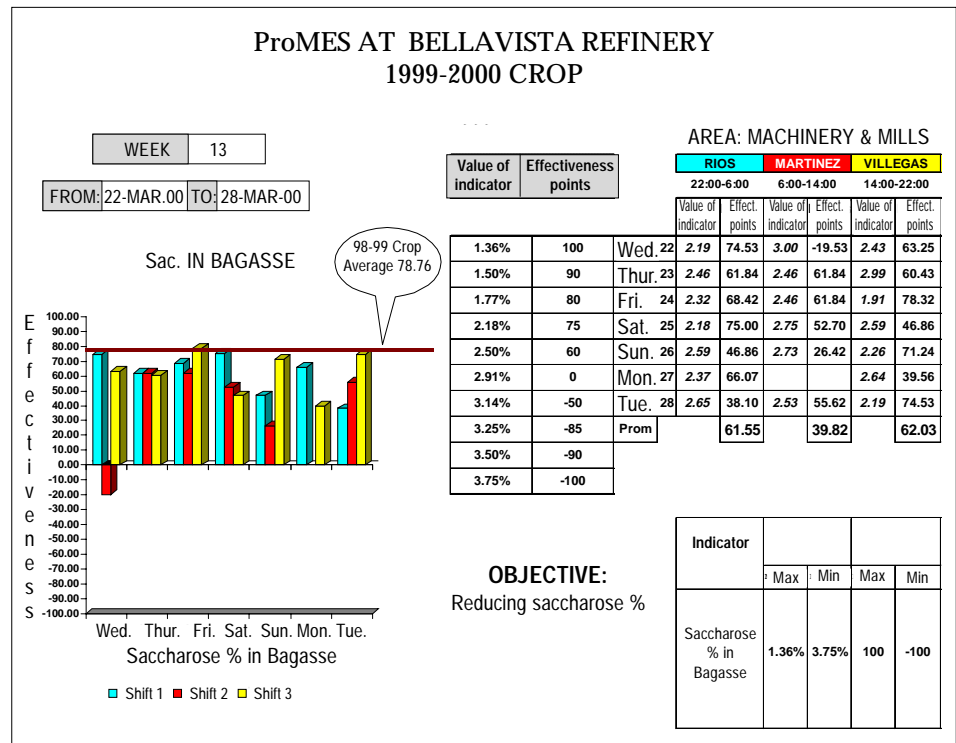 ProMES AT BELLAVISTA REFINERY
1999-2000 CROP
WEEK 13
FROM: 22-MAR.00 TO: 28-MAR-00
Sac. IN BAGASSE
98-99 Crop
Average 78.76
Effectiveness
100.00
90.00
80.00
70.00
60.00
50.00
40.00
30.00
20.00
10.00
0.00
-10.00
-20.00
-30.00
-40.00
-50.00
-60.00
-70.00
-80.00
-90.00
-100.00
Wed. Thur. Fri. Sat. Sun. Mon. Tue.
Saccharose % in Bagasse
Shift 1 Shift 2 Shift 3
Value of indicator Effectiveness points
1.36% 100
1.50% 90
1.77% 80
2.18% 75
2.50% 60
2.91% 0
3.14% -50
3.25% -85
3.50% -90
3.75% -100
AREA: MACHINERY & MILLS
RIOS MARTINEZ VILLEGAS
22:00-6:00 6:00-14:00 14:00-22:00
Value of indicator Effect. points Value of indicator Effect. points Value of indicator Effect. points
Wed. 22 2.19 74.53 3.00 -19.53 2.43 63.25
Thur. 23 2.46 61.84 2.46 61.84 2.99 60.43
Fri. 24 2.32 68.42 2.46 61.84 1.91 78.32
Sat. 25 2.18 75.00 2.75 52.70 2.59 46.86
Sun. 26 2.59 46.86 2.73 26.42 2.26 71.24
Mon. 27 2.37 66.07 2.64 39.56
Tue. 28 2.65 38.10 2.53 55.62 2.19 74.53
Prom 61.55 39.82 62.03
OBJECTIVE:
Reducing saccharose %
Indicator
Max Min Max Min
Saccharose
% in
Bagasse
1.36% 3.75% 100 -100